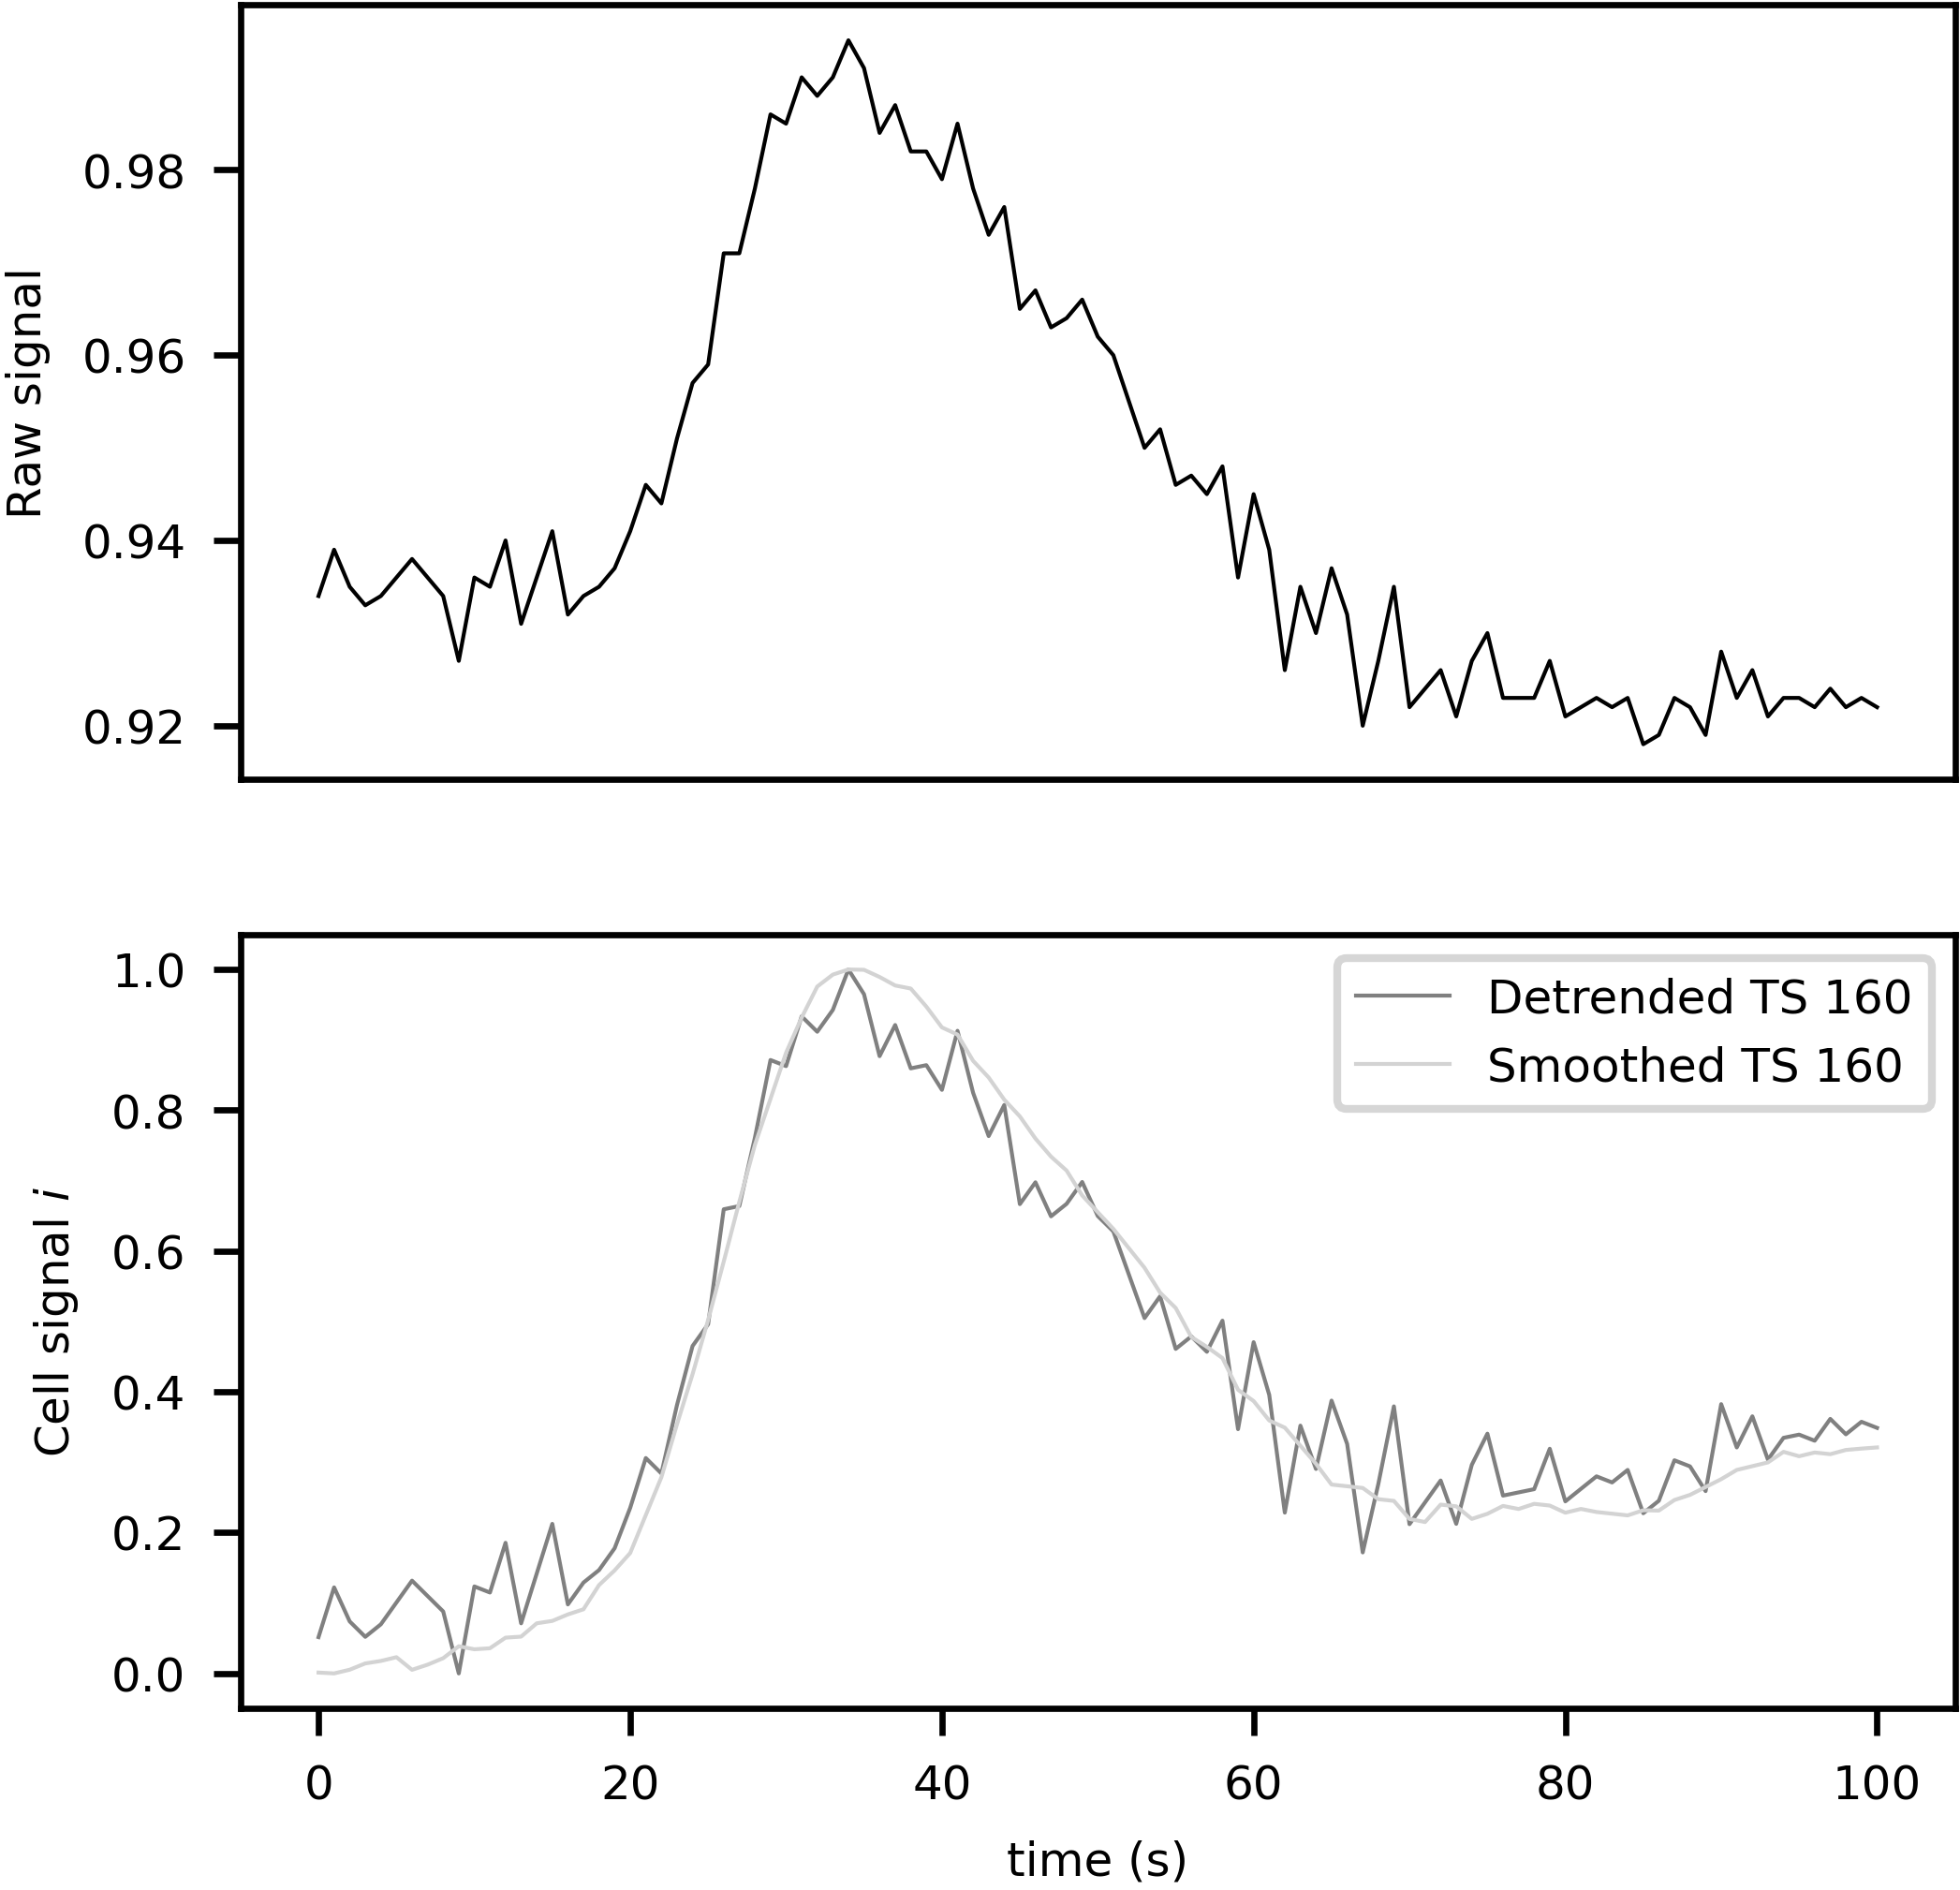 Raw signal
0.98
0.96
0.94
0.92
Cell signal i
1.0
0.8
0.6
0.4
0.2
0.0
Detrended TS 160
Smoothed TS 160
0 20 40 60 80 100
time (s)